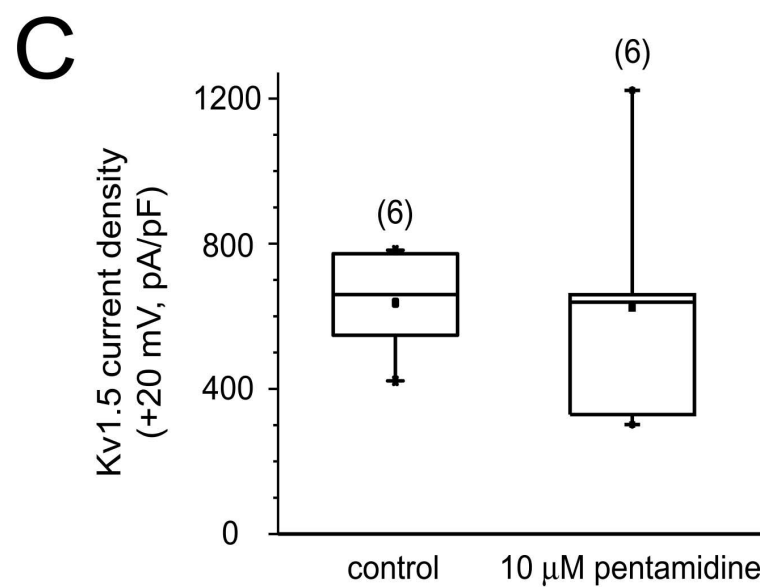 C
Kv1.5 current density
(+20 mV, pA/pF)
1200
800
400
0
(6)
(6)
control
10 μM pentamidine